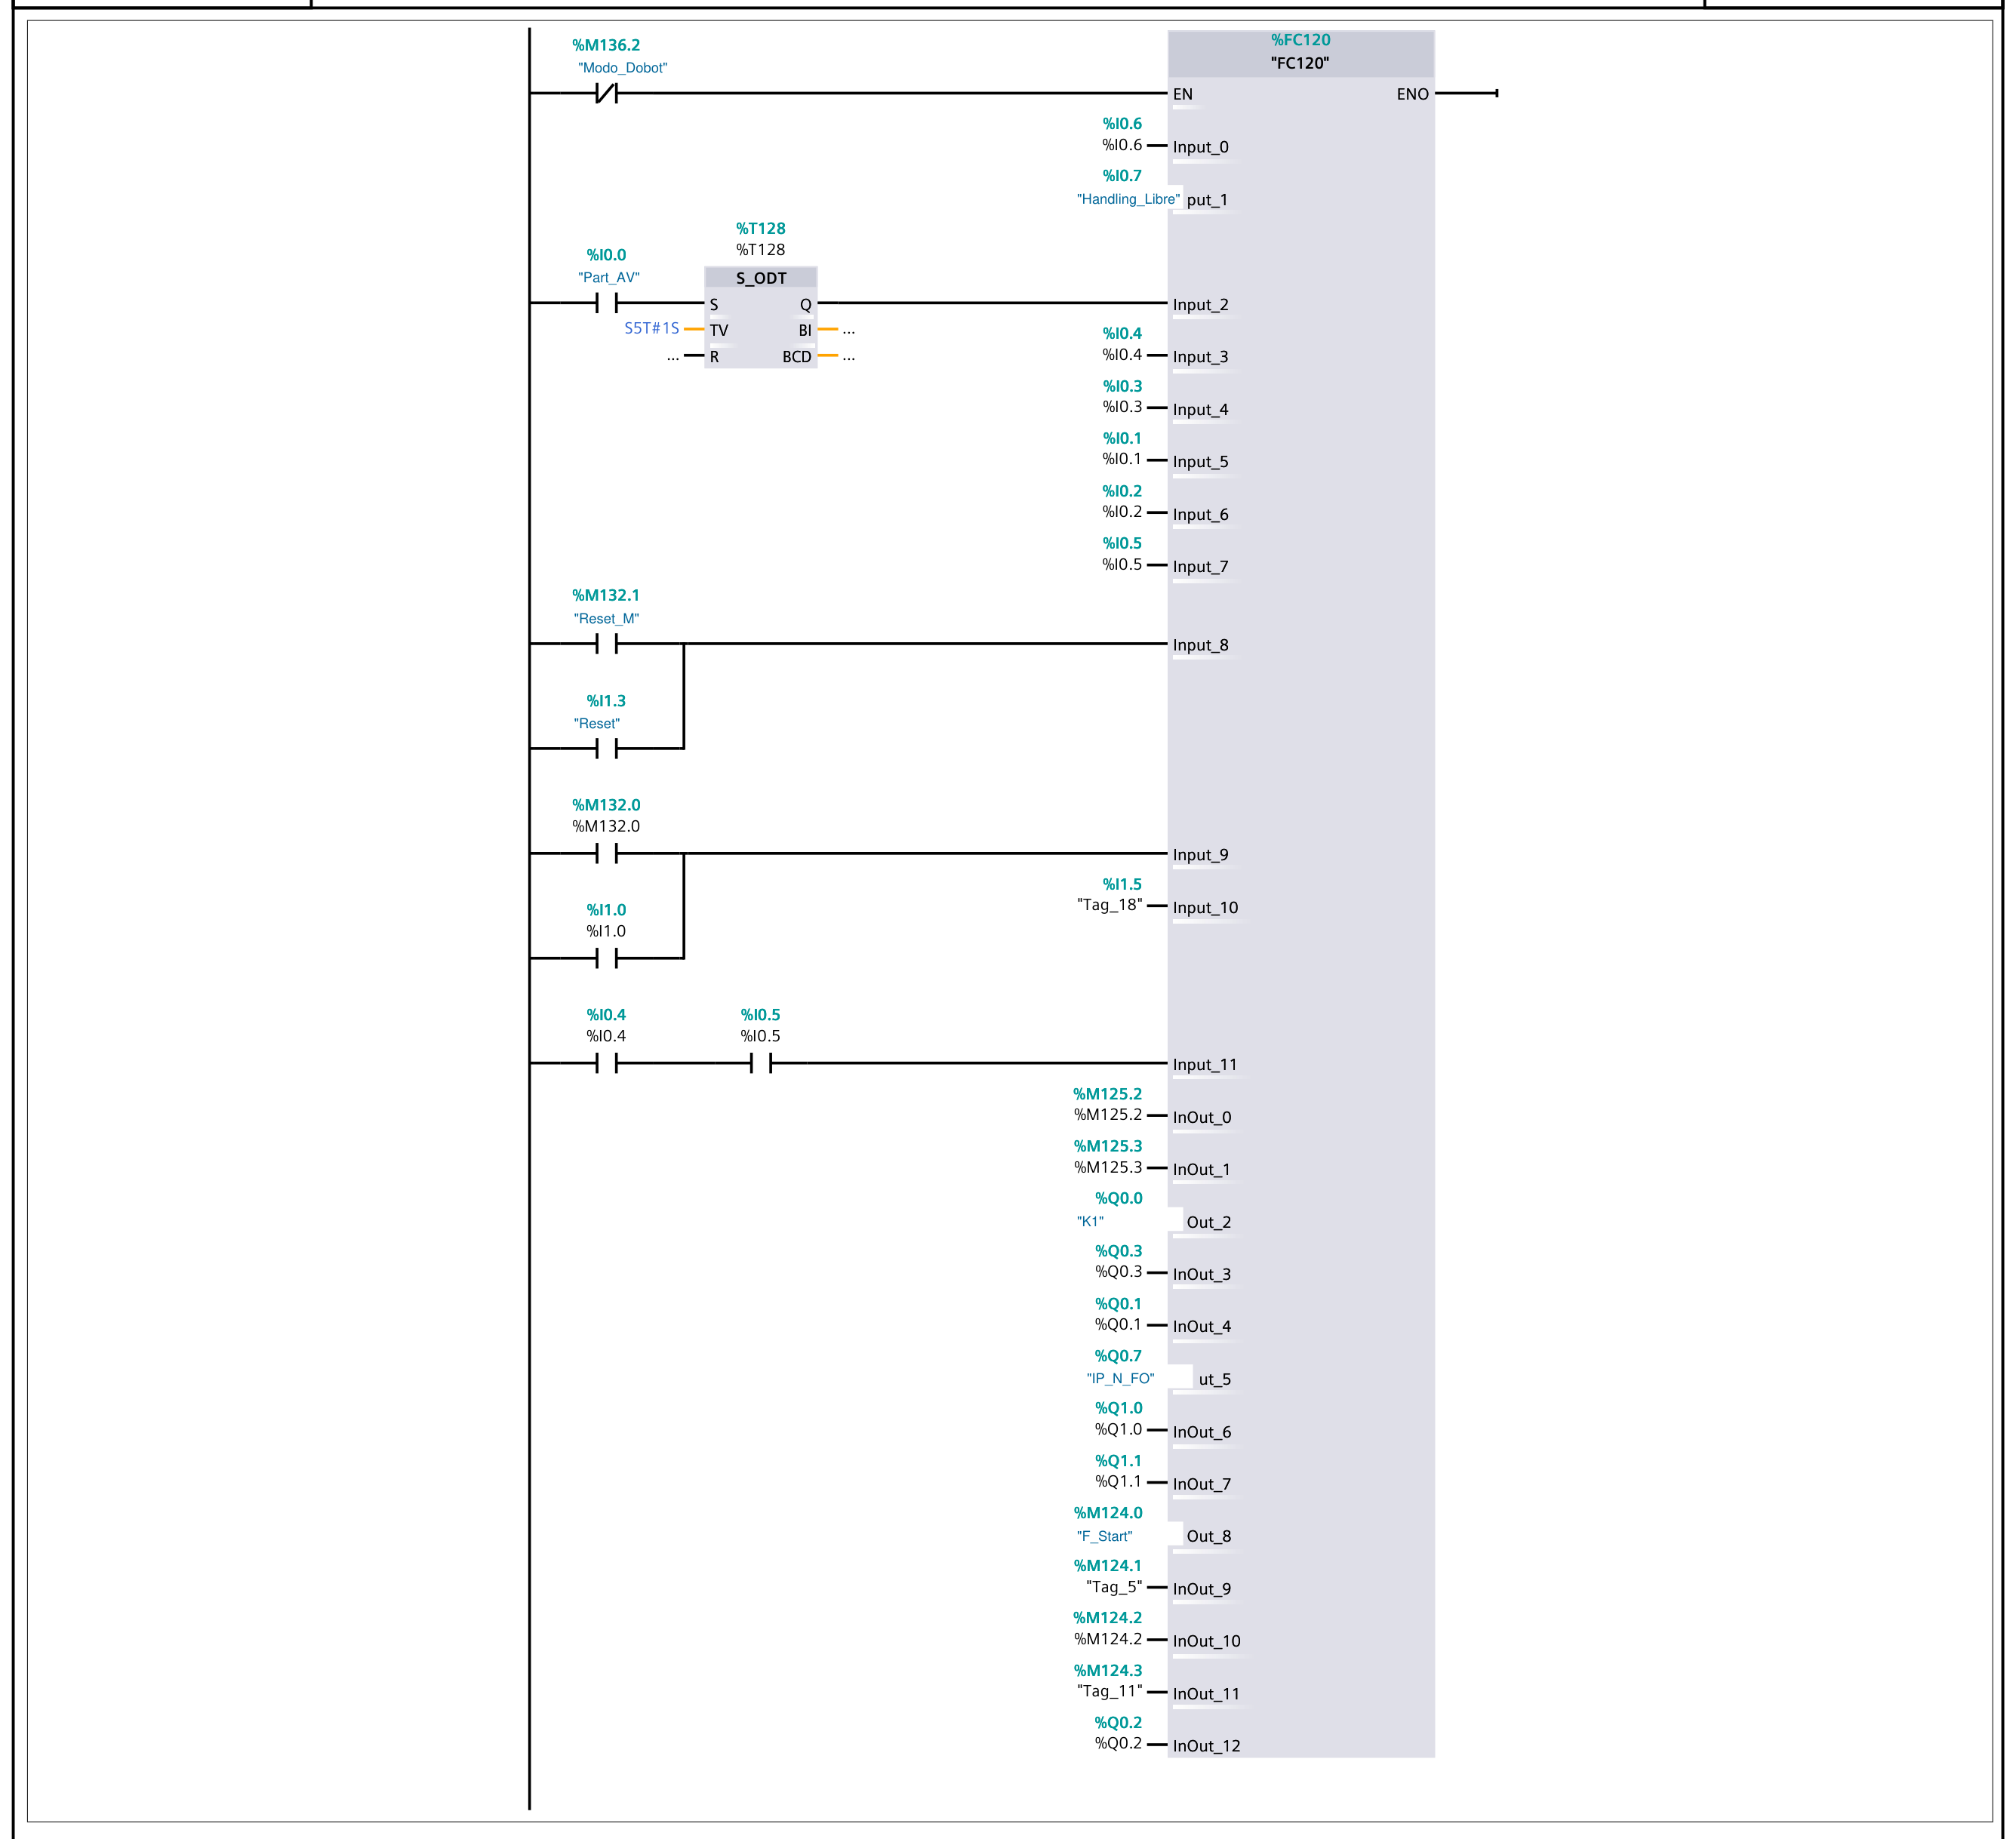 %M136.2
"Modo_Dobot"
%FC120
"FC120"
EN ENO
%I0.6
%I0.6 Input_0
%I0.7
"Handling_Libre" put_1
%T128
%T128
%I0.0
"Part_AV"
S_ODT
S Q Input_2
S5T#1S TV BI ...
... R BCD ...
%I0.4
%I0.4 Input_3
%I0.3
%I0.3 Input_4
%I0.1
%I0.1 Input_5
%I0.2
%I0.2 Input_6
%I0.5
%I0.5 Input_7
%M132.1
"Reset_M"
Input_8
%I1.3
"Reset"
%M132.0
%M132.0
Input_9
%I1.5
"Tag_18" Input_10
%I1.0
%I1.0
%I0.4 %I0.5
%I0.4 %I0.5
Input_11
%M125.2
%M125.2 InOut_0
%M125.3
%M125.3 InOut_1
%Q0.0
"K1" Out_2
%Q0.3
%Q0.3 InOut_3
%Q0.1
%Q0.1 InOut_4
%Q0.7
"IP_N_FO" ut_5
%Q1.0
%Q1.0 InOut_6
%Q1.1
%Q1.1 InOut_7
%M124.0
"F_Start" Out_8
%M124.1
"Tag_5" InOut_9
%M124.2
%M124.2 InOut_10
%M124.3
"Tag_11" InOut_11
%Q0.2
%Q0.2 InOut_12